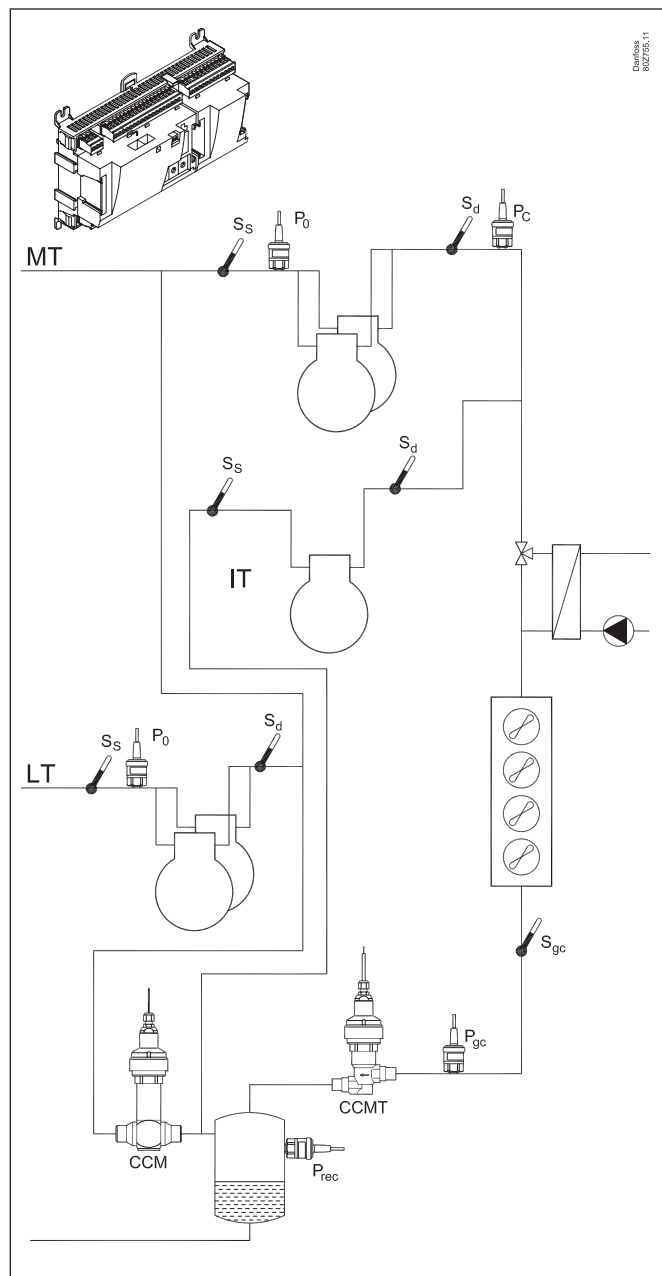 Danfoss
80Z755.11
MT
SS
P0
Sd
PC
SS
Sd
IT
LT
SS
P0
Sd
Sgc
Pgc
CCMT
CCM
Prec